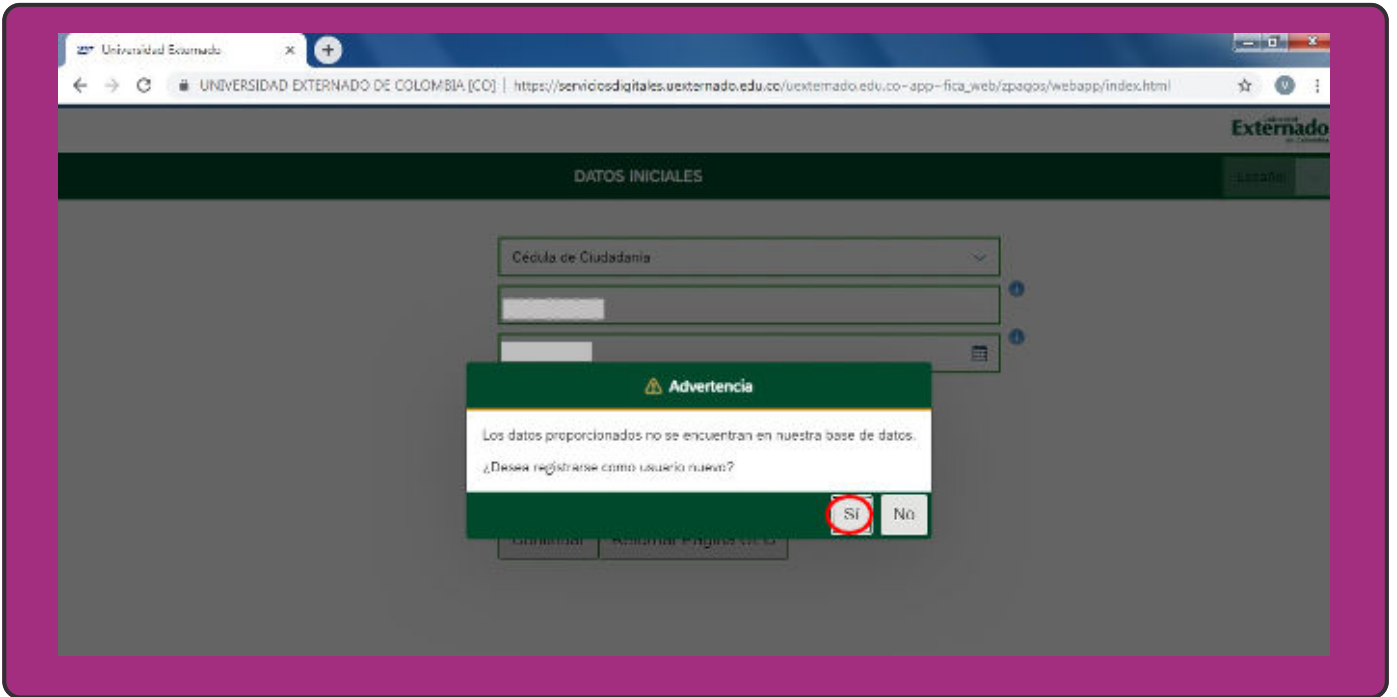 Universidad Externado
UNIVERSIDAD EXTERNADO DE COLOMBIA [CO] | https://serviciosdigitales.uexternado.edu.co/uexternado.edu.co~app~fica_web/zpagos/webapp/index.html
Externado
DATOS INICIALES
Español
Cédula de Ciudadanía
Advertencia
Los datos proporcionados no se encuentran en nuestra base de datos.
¿Desea registrarse como usuario nuevo?
Sí No
Continuar